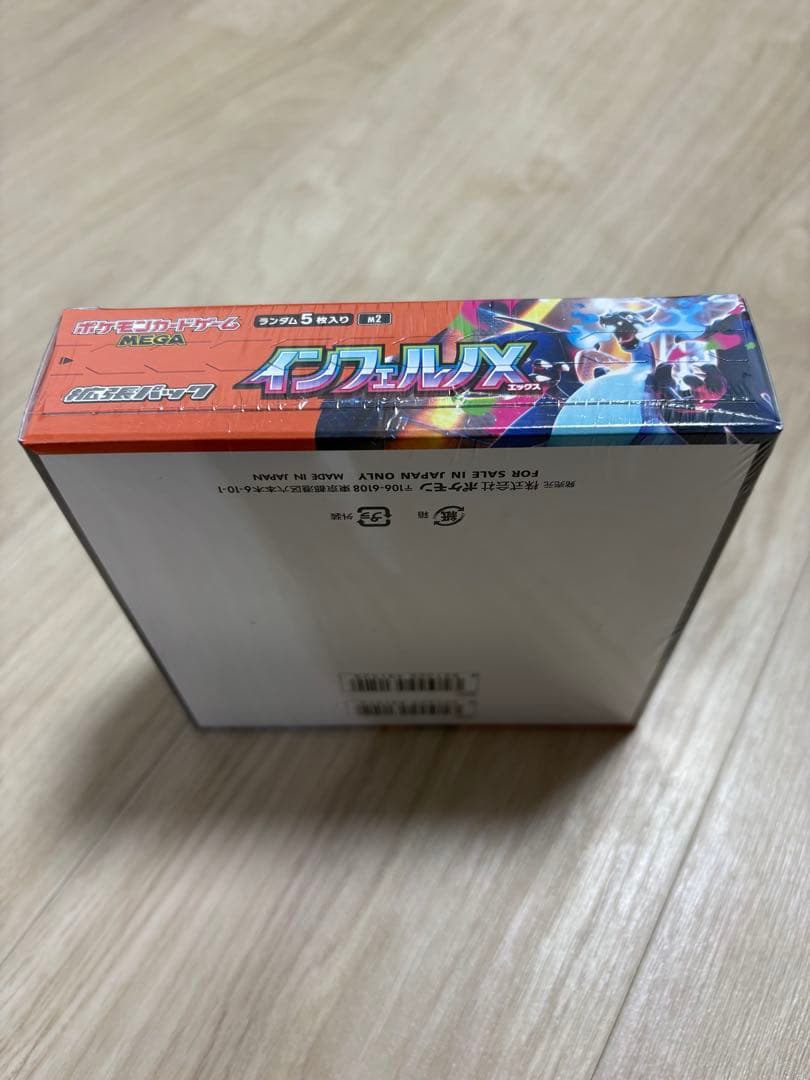 ポケモンカードゲーム
MEGA
ランダム5枚入り M2
拡張パック
インフェルノX
エックス
FOR SALE IN JAPAN ONLY MADE IN JAPAN
発売元 株式会社ポケモン 〒106-6108 東京都港区六本木6-10-1
紙 箱
プラ 外装